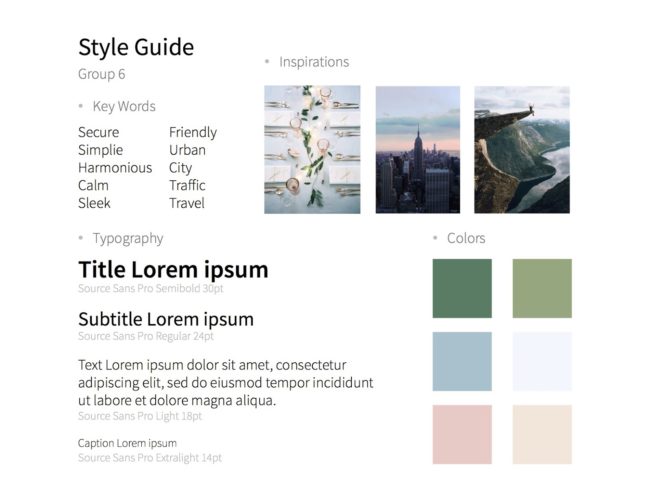 Style Guide
Group 6
• Key Words
Secure
Simplie
Harmonious
Calm
Sleek
Friendly
Urban
City
Traffic
Travel
• Inspirations
• Typography
Title Lorem ipsum
Source Sans Pro Semibold 30pt
Subtitle Lorem ipsum
Source Sans Pro Regular 24pt
Text Lorem ipsum dolor sit amet, consectetur
adipiscing elit, sed do eiusmod tempor incididunt
ut labore et dolore magna aliqua.
Source Sans Pro Light 18pt
Caption Lorem ipsum
Source Sans Pro Extralight 14pt
• Colors